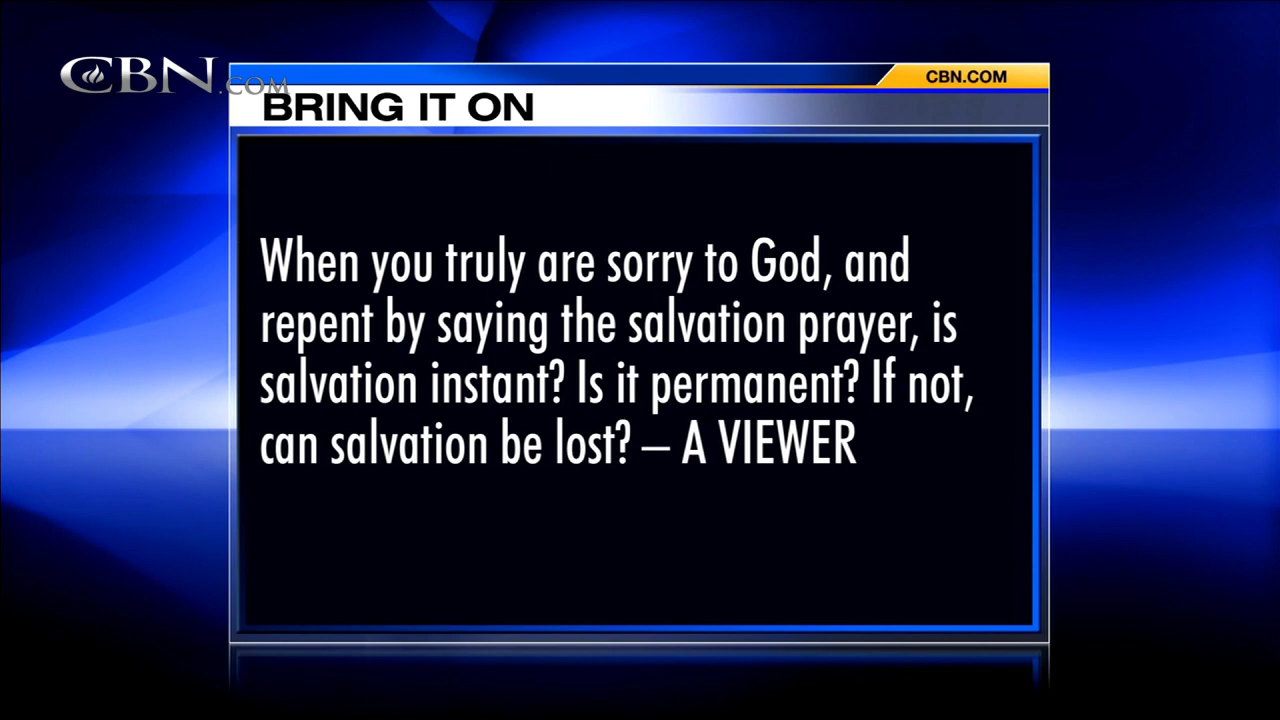 CBN.COM
CBN.COM
BRING IT ON
When you truly are sorry to God, and
repent by saying the salvation prayer, is
salvation instant? Is it permanent? If not,
can salvation be lost? – A VIEWER